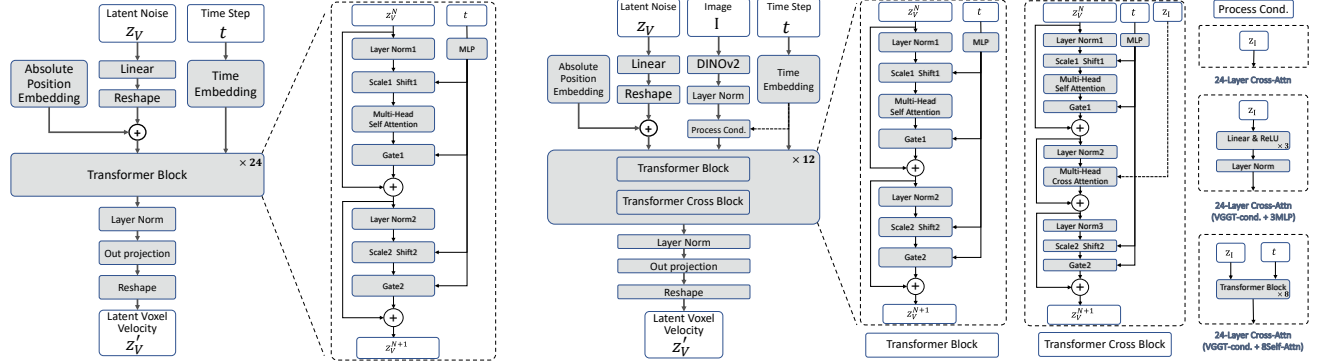 Latent Noise
z_V
Time Step
t
Absolute
Position
Embedding
Linear
Reshape
Time
Embedding
+
× 24
Transformer Block
Layer Norm
Out projection
Reshape
Latent Voxel
Velocity
z′_V
z_V^N
t
Layer Norm1
MLP
Scale1 Shift1
Multi-Head
Self Attention
Gate1
+
Layer Norm2
Scale2 Shift2
Gate2
+
z_V^{N+1}
Latent Noise
z_V
Image
I
Time Step
t
Absolute
Position
Embedding
Linear
Reshape
DINOv2
Layer Norm
Time
Embedding
+
Process Cond.
× 12
Transformer Block
Transformer Cross Block
Layer Norm
Out projection
Reshape
Latent Voxel
Velocity
z′_V
z_V^N
t
Layer Norm1
MLP
Scale1 Shift1
Multi-Head
Self Attention
Gate1
+
Layer Norm2
Scale2 Shift2
Gate2
+
z_V^{N+1}
Transformer Block
z_V^N
t
z_I
Layer Norm1
MLP
Scale1 Shift1
Multi-Head
Self Attention
Gate1
+
Layer Norm2
Multi-Head
Cross Attention
+
Layer Norm3
Scale2 Shift2
Gate2
+
z_V^{N+1}
Transformer Cross Block
Process Cond.
z_I
24-Layer Cross-Attn
z_I
Linear & ReLU
× 3
Layer Norm
24-Layer Cross-Attn
(VGGT-cond. + 3MLP)
z_I
t
Transformer Block
× 8
24-Layer Cross-Attn
(VGGT-cond. + 8Self-Attn)